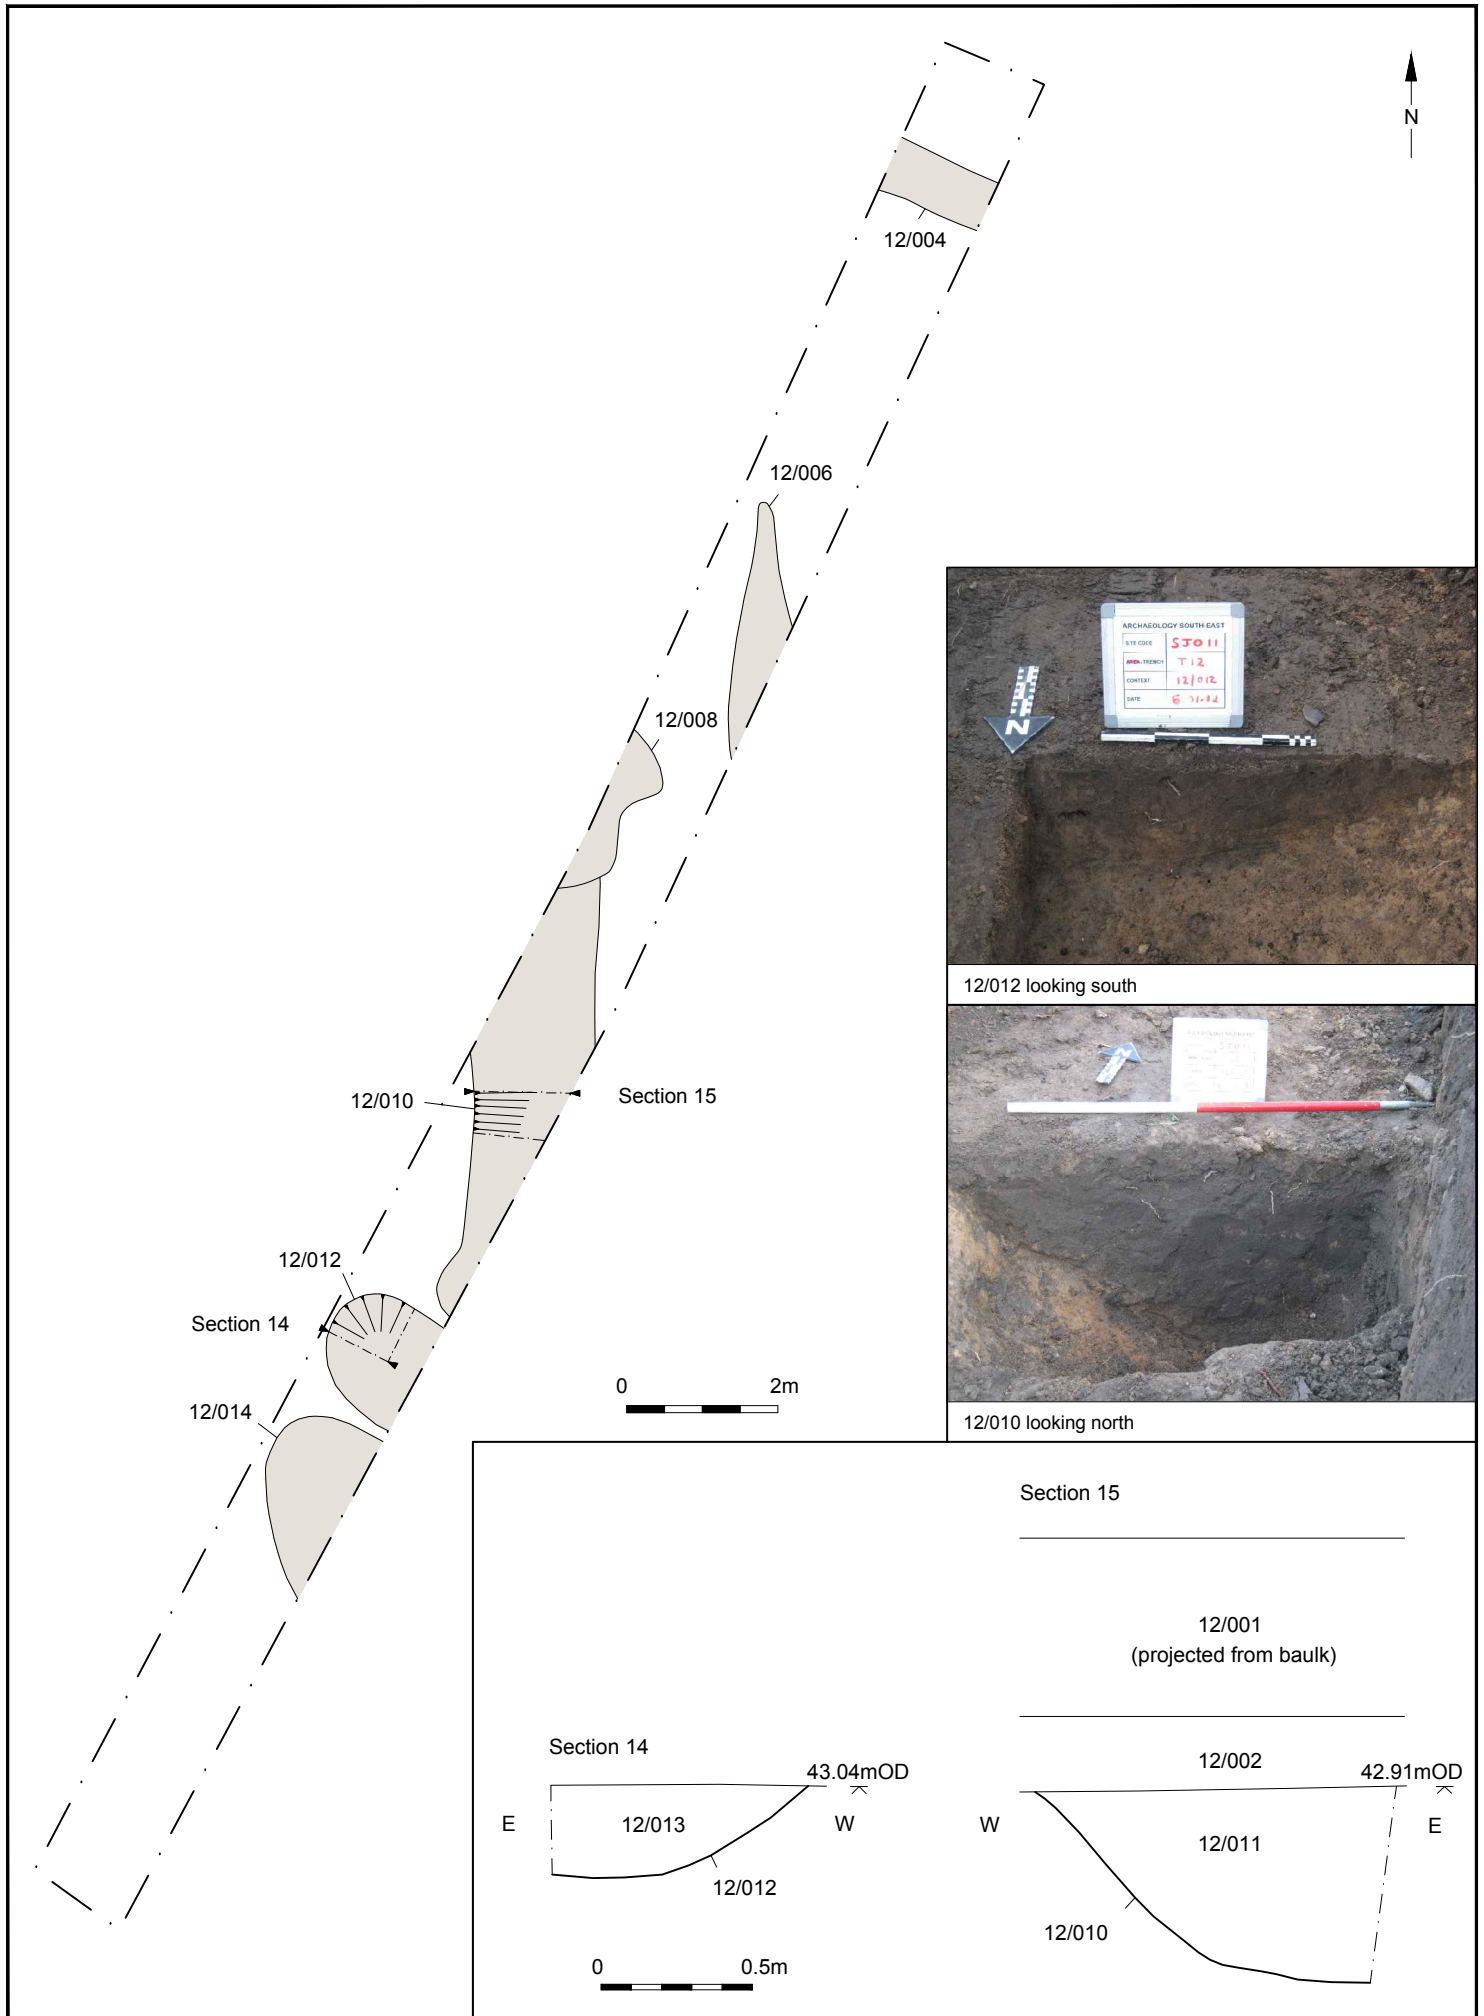 N
12/004
12/006
12/008
12/010
Section 15
12/012
Section 14
12/014
0 2m
ARCHAEOLOGY SOUTH-EAST
SITE CODE SJO11
AREA-TRENCH T12
CONTEXT 12/012
DATE
N
12/012 looking south
N
12/010 looking north
Section 15
12/001
(projected from baulk)
12/002
42.91mOD
W
E
12/011
12/010
Section 14
43.04mOD
E
12/013
W
12/012
0 0.5m